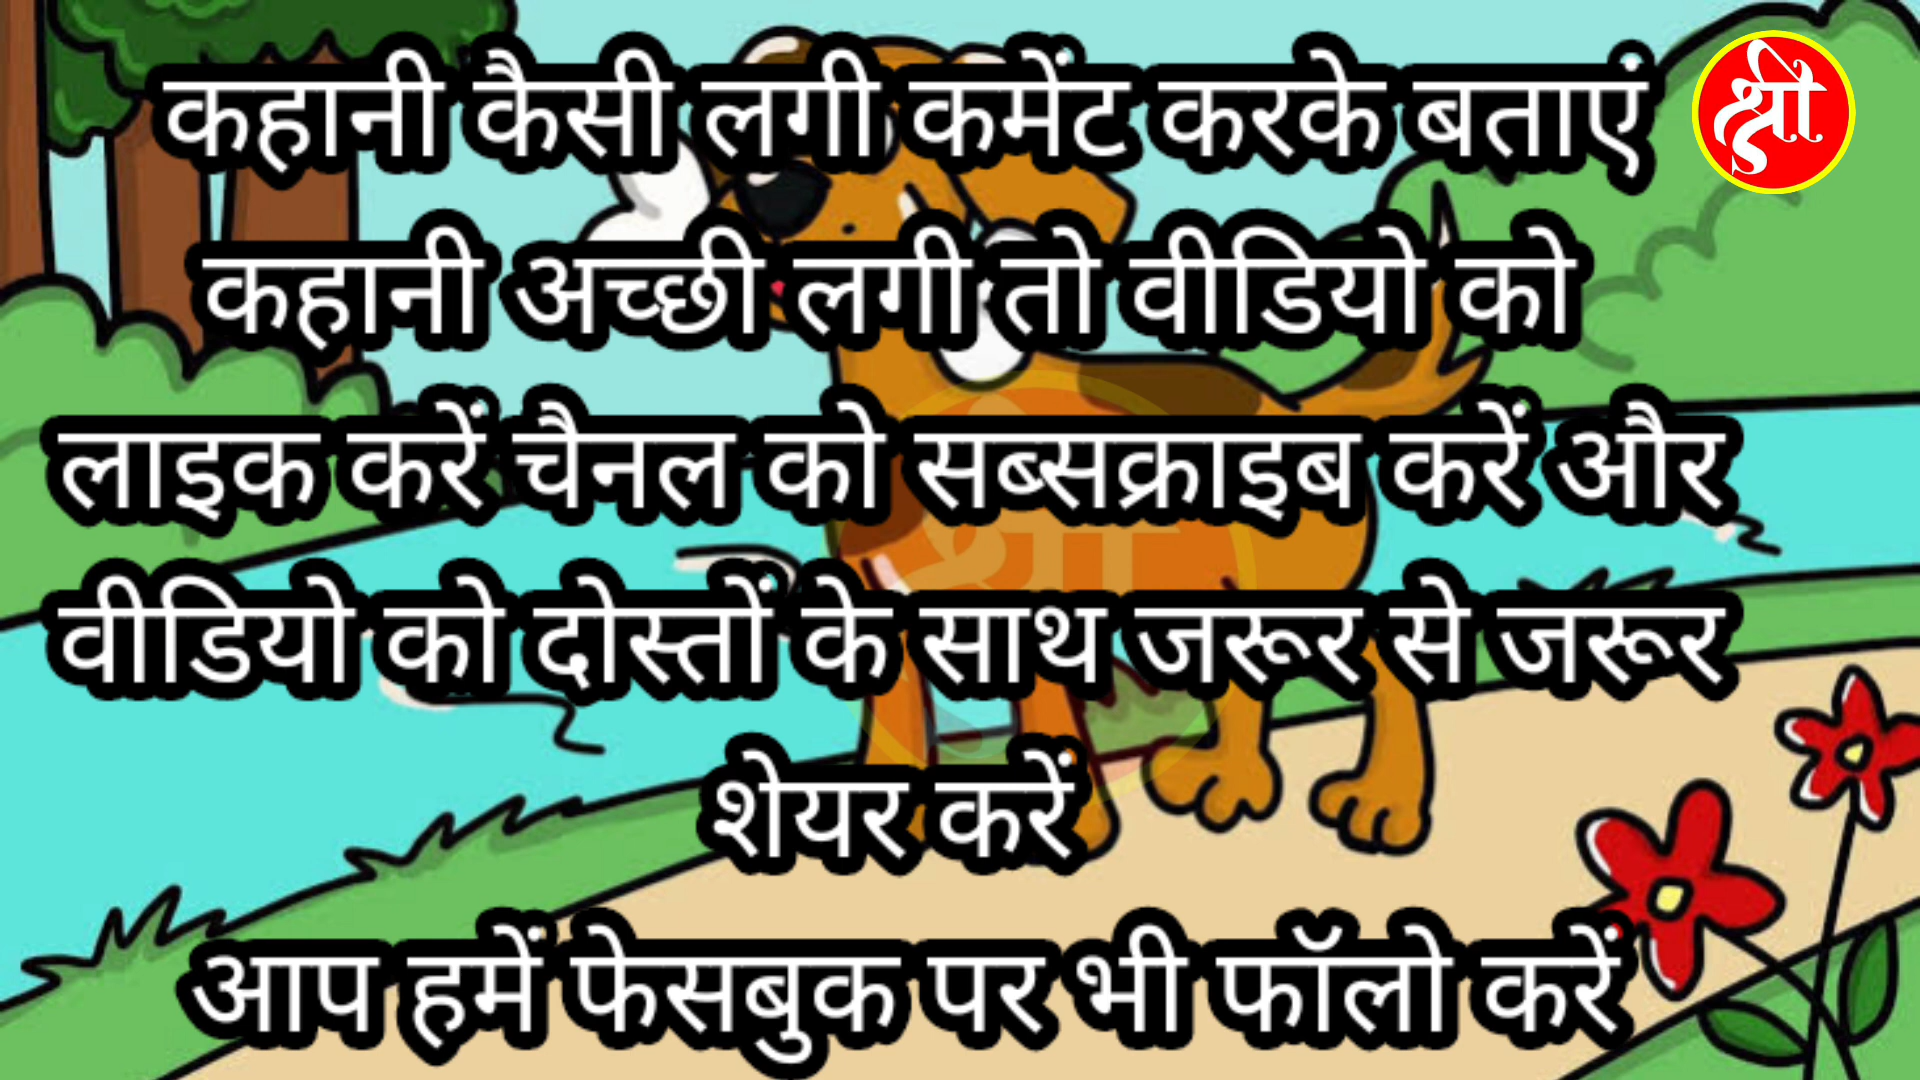 कहानी कैसी लगी कमेंट करके बताएं
श्री
कहानी अच्छी लगी तो वीडियो को
लाइक करें चैनल को सब्सक्राइब करें और
वीडियो को दोस्तों के साथ जरूर से जरूर
शेयर करें
आप हमें फेसबुक पर भी फॉलो करें
श्री